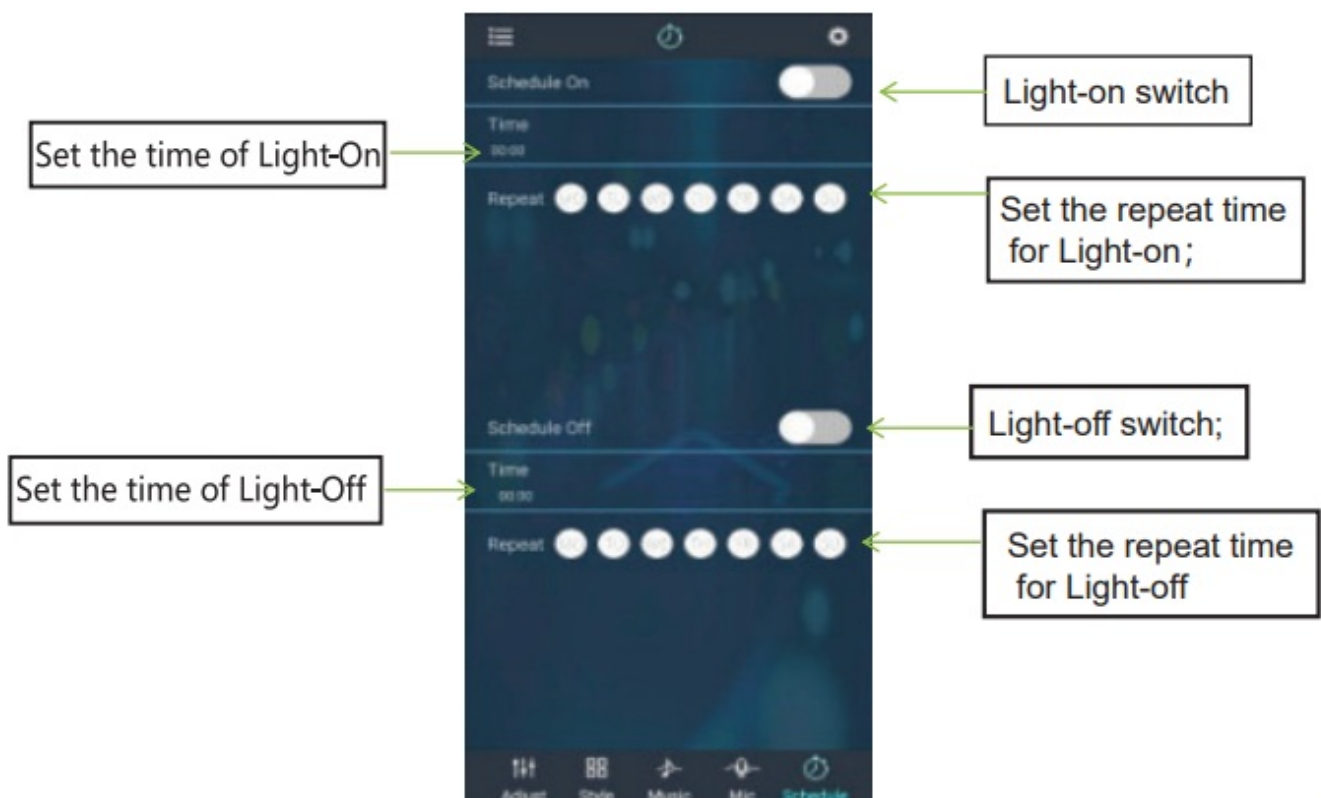 Schedule On
Light-on switch
Time
00:00
Set the time of Light-On
Repeat
Set the repeat time
for Light-on;
Schedule Off
Light-off switch;
Time
00:00
Set the time of Light-Off
Repeat
Set the repeat time
for Light-off
Adjust Style Music Mic Schedule